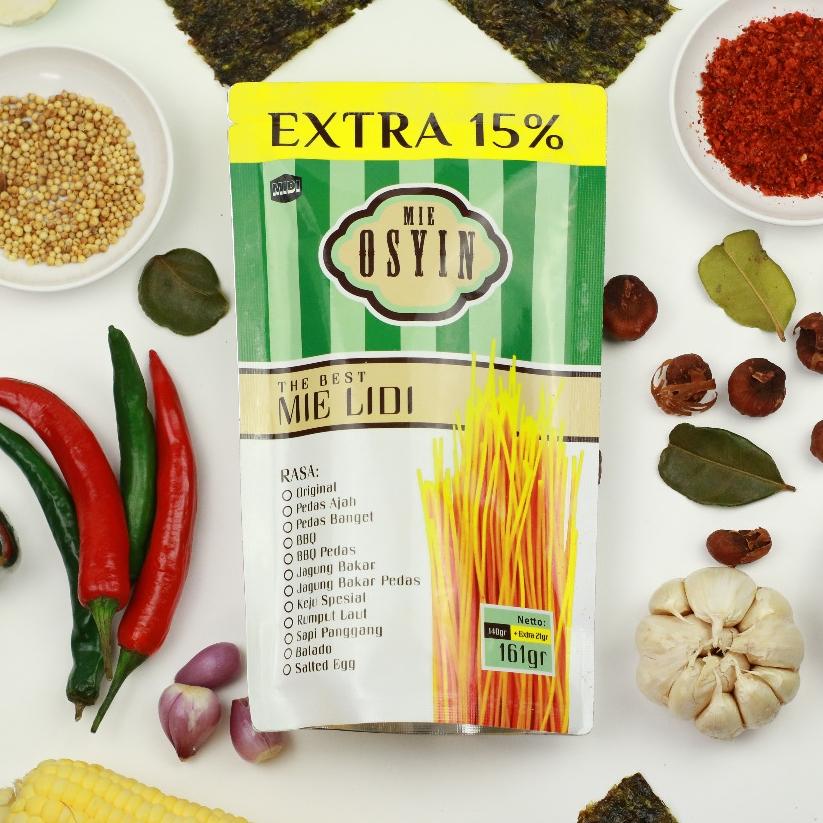 EXTRA 15%
MIDI
MIE
OSYIN
THE BEST
MIE LIDI
RASA:
Original
Pedas Ajah
Pedas Banget
BBQ
BBQ Pedas
Jagung Bakar
Jagung Bakar Pedas
Keju Spesial
Rumput Laut
Sapi Panggang
Balado
Salted Egg
Netto:
140gr + Extra 21gr
161gr